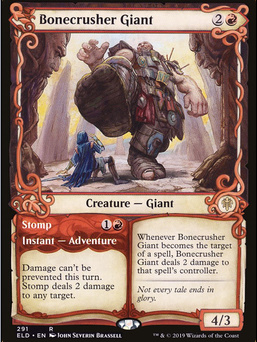 Bonecrusher Giant 2
Creature — Giant
Stomp 1
Instant — Adventure
Damage can't be
prevented this turn.
Stomp deals 2 damage
to any target.
Whenever Bonecrusher
Giant becomes the target
of a spell, Bonecrusher
Giant deals 2 damage to
that spell's controller.
Not every tale ends in
glory.
4/3
291 R
ELD • EN John Severin Brassell
™ & © 2019 Wizards of the Coast